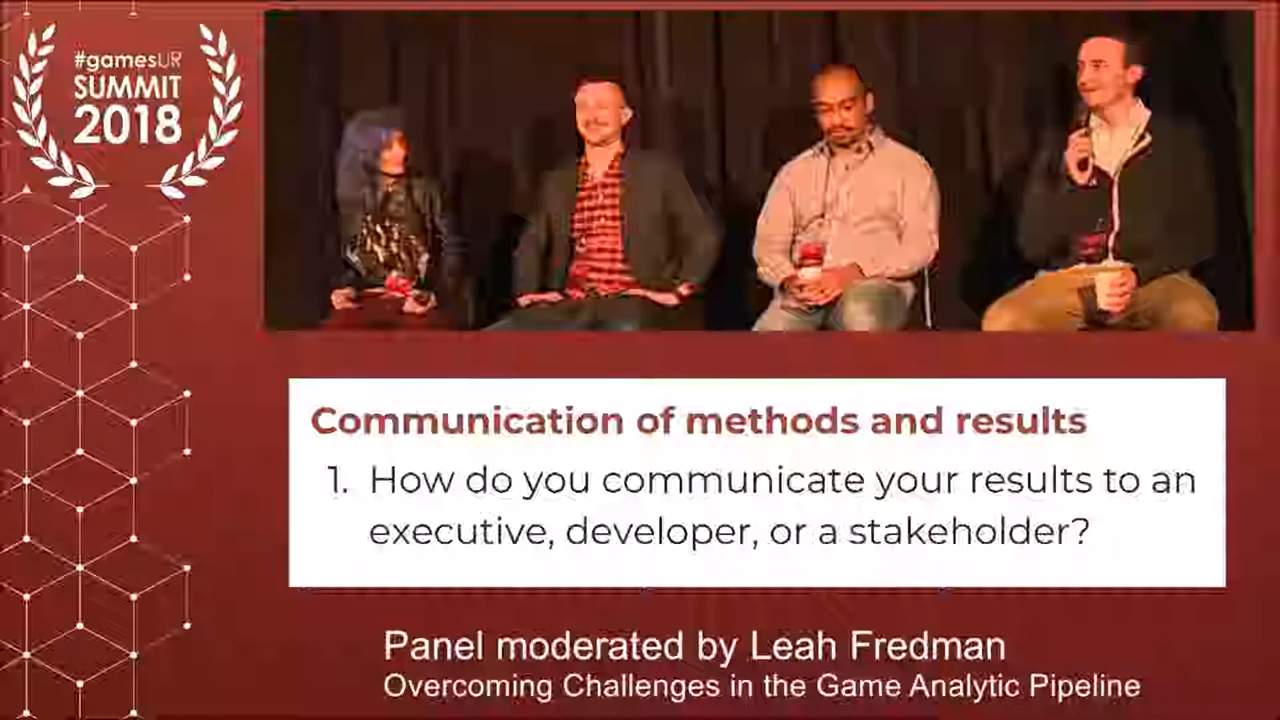 #gamesUR
SUMMIT
2018
Communication of methods and results
1. How do you communicate your results to an
executive, developer, or a stakeholder?
Panel moderated by Leah Fredman
Overcoming Challenges in the Game Analytic Pipeline